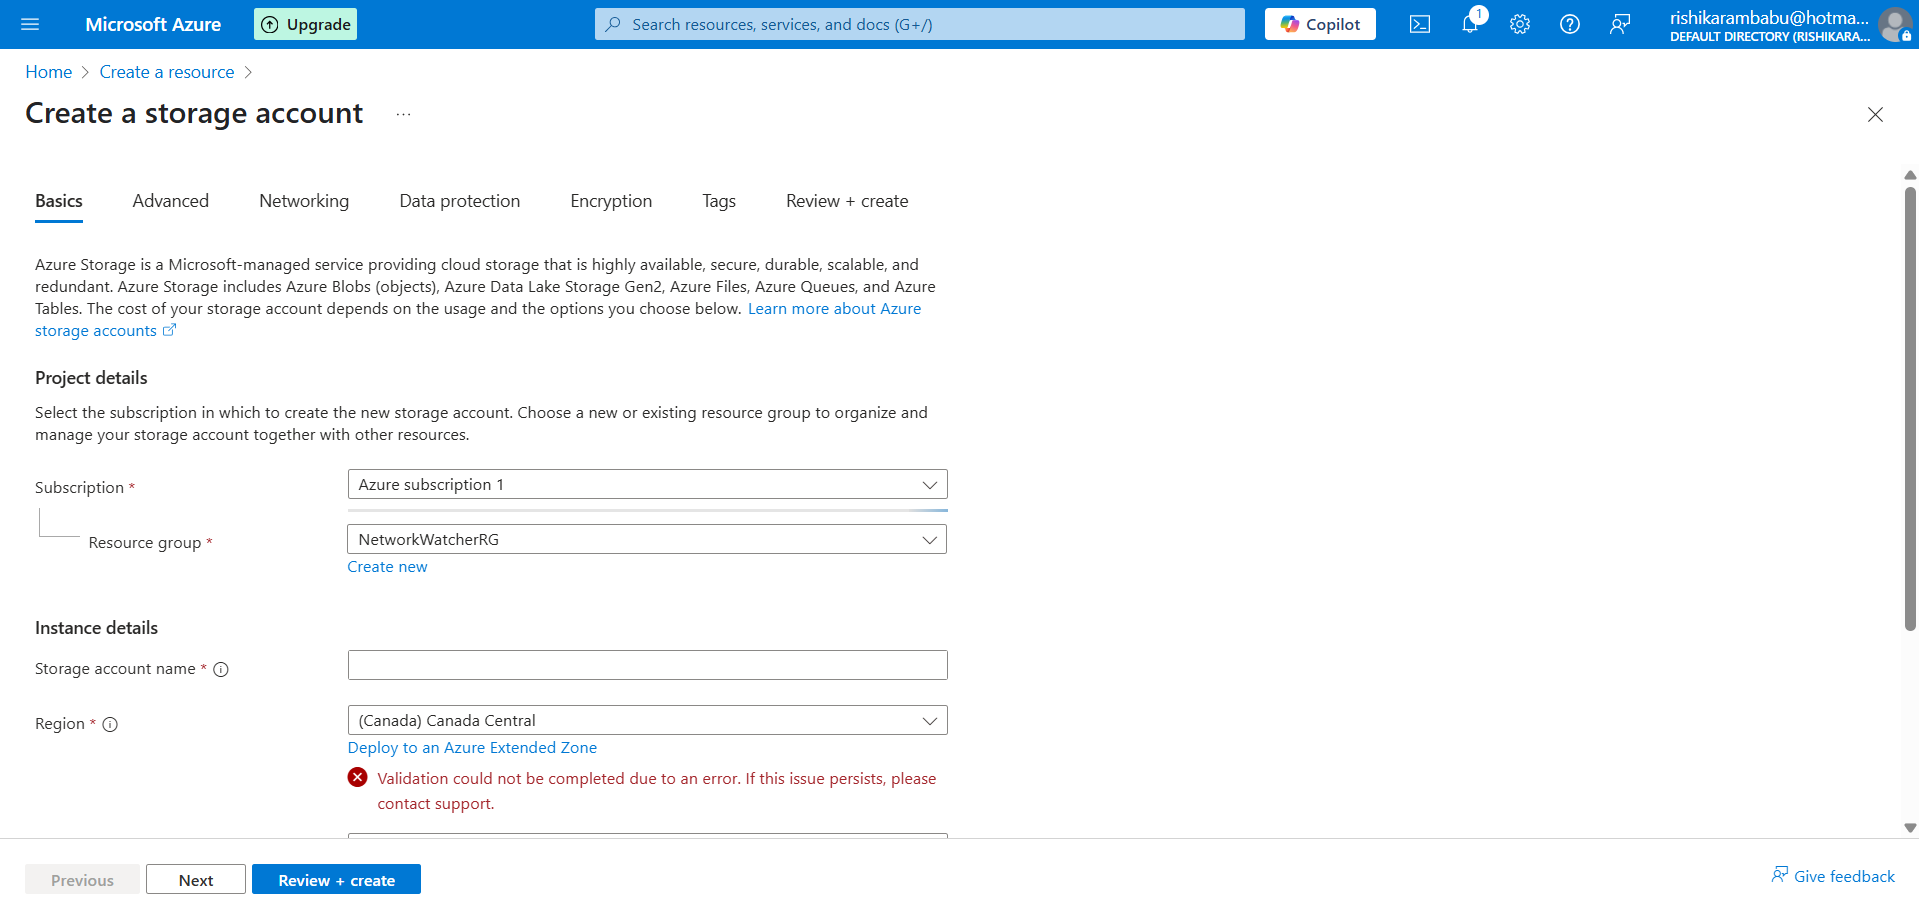 Microsoft Azure
Upgrade
Search resources, services, and docs (G+/)
Copilot
1
rishikarambabu@hotma...
DEFAULT DIRECTORY (RISHIKARA...
Home > Create a resource >
Create a storage account ...
Basics Advanced Networking Data protection Encryption Tags Review + create
Azure Storage is a Microsoft-managed service providing cloud storage that is highly available, secure, durable, scalable, and
redundant. Azure Storage includes Azure Blobs (objects), Azure Data Lake Storage Gen2, Azure Files, Azure Queues, and Azure
Tables. The cost of your storage account depends on the usage and the options you choose below. Learn more about Azure
storage accounts
Project details
Select the subscription in which to create the new storage account. Choose a new or existing resource group to organize and
manage your storage account together with other resources.
Subscription *
Azure subscription 1
Resource group *
NetworkWatcherRG
Create new
Instance details
Storage account name *
Region *
(Canada) Canada Central
Deploy to an Azure Extended Zone
Validation could not be completed due to an error. If this issue persists, please
contact support.
Previous
Next
Review + create
Give feedback